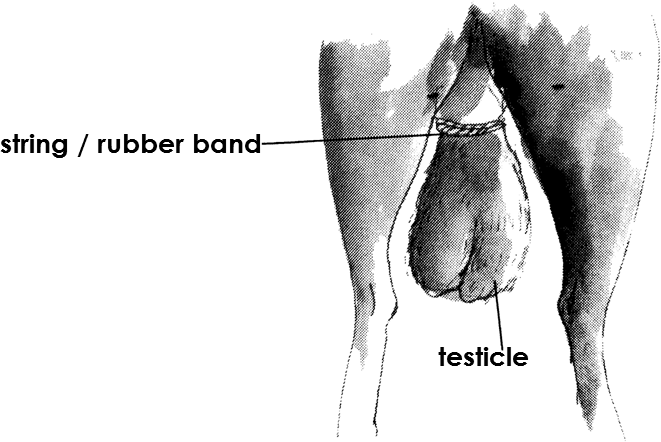 string / rubber band
testicle